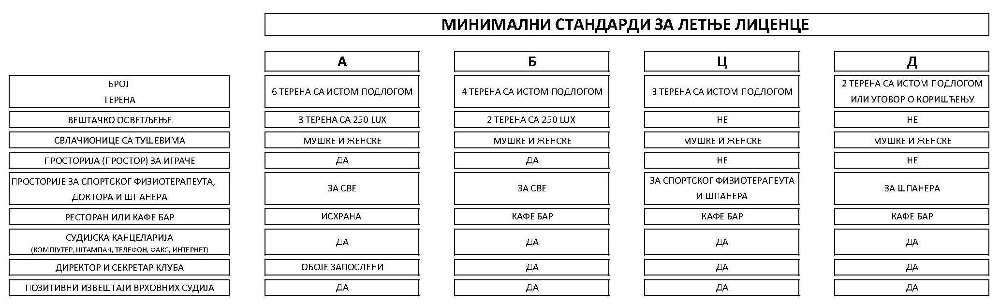 МИНИМАЛНИ СТАНДАРДИ ЗА ЛЕТЊЕ ЛИЦЕНЦЕ
А Б Ц Д
БРОЈ
ТЕРЕНА
6 ТЕРЕНА СА ИСТОМ ПОДЛОГОМ
4 ТЕРЕНА СА ИСТОМ ПОДЛОГОМ
3 ТЕРЕНА СА ИСТОМ ПОДЛОГОМ
2 ТЕРЕНА СА ИСТОМ ПОДЛОГОМ
ИЛИ УГОВОР О КОРИШЋЕЊУ
ВЕШТАЧКО ОСВЕТЉЕЊЕ 3 ТЕРЕНА СА 250 LUX 2 ТЕРЕНА СА 250 LUX НЕ НЕ
СВЛАЧИОНИЦЕ СА ТУШЕВИМА МУШКЕ И ЖЕНСКЕ МУШКЕ И ЖЕНСКЕ МУШКЕ И ЖЕНСКЕ МУШКЕ И ЖЕНСКЕ
ПРОСТОРИЈА (ПРОСТОР) ЗА ИГРАЧЕ ДА ДА НЕ НЕ
ПРОСТОРИЈЕ ЗА СПОРТСКОГ ФИЗИОТЕРАПЕУТА,
ДОКТОРА И ШПАНЕРА
ЗА СВЕ
ЗА СВЕ
ЗА СПОРТСКОГ ФИЗИОТЕРАПЕУТА
И ШПАНЕРА
ЗА ШПАНЕРА
РЕСТОРАН ИЛИ КАФЕ БАР ИСХРАНА КАФЕ БАР КАФЕ БАР КАФЕ БАР
СУДИЈСКА КАНЦЕЛАРИЈА
(КОМПЈУТЕР, ШТАМПАЧ, ТЕЛЕФОН, ФАКС, ИНТЕРНЕТ)
ДА ДА ДА ДА
ДИРЕКТОР И СЕКРЕТАР КЛУБА ОБОЈЕ ЗАПОСЛЕНИ ДА ДА ДА
ПОЗИТИВНИ ИЗВЕШТАЈИ ВРХОВНИХ СУДИЈА ДА ДА ДА ДА